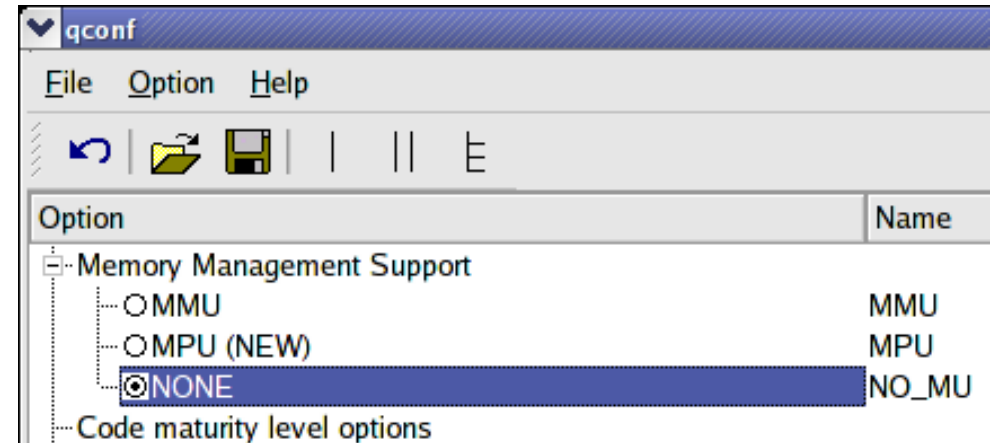 qconf
File Option Help
Option Name
Memory Management Support
MMU MMU
MPU (NEW) MPU
NONE NO_MU
Code maturity level options